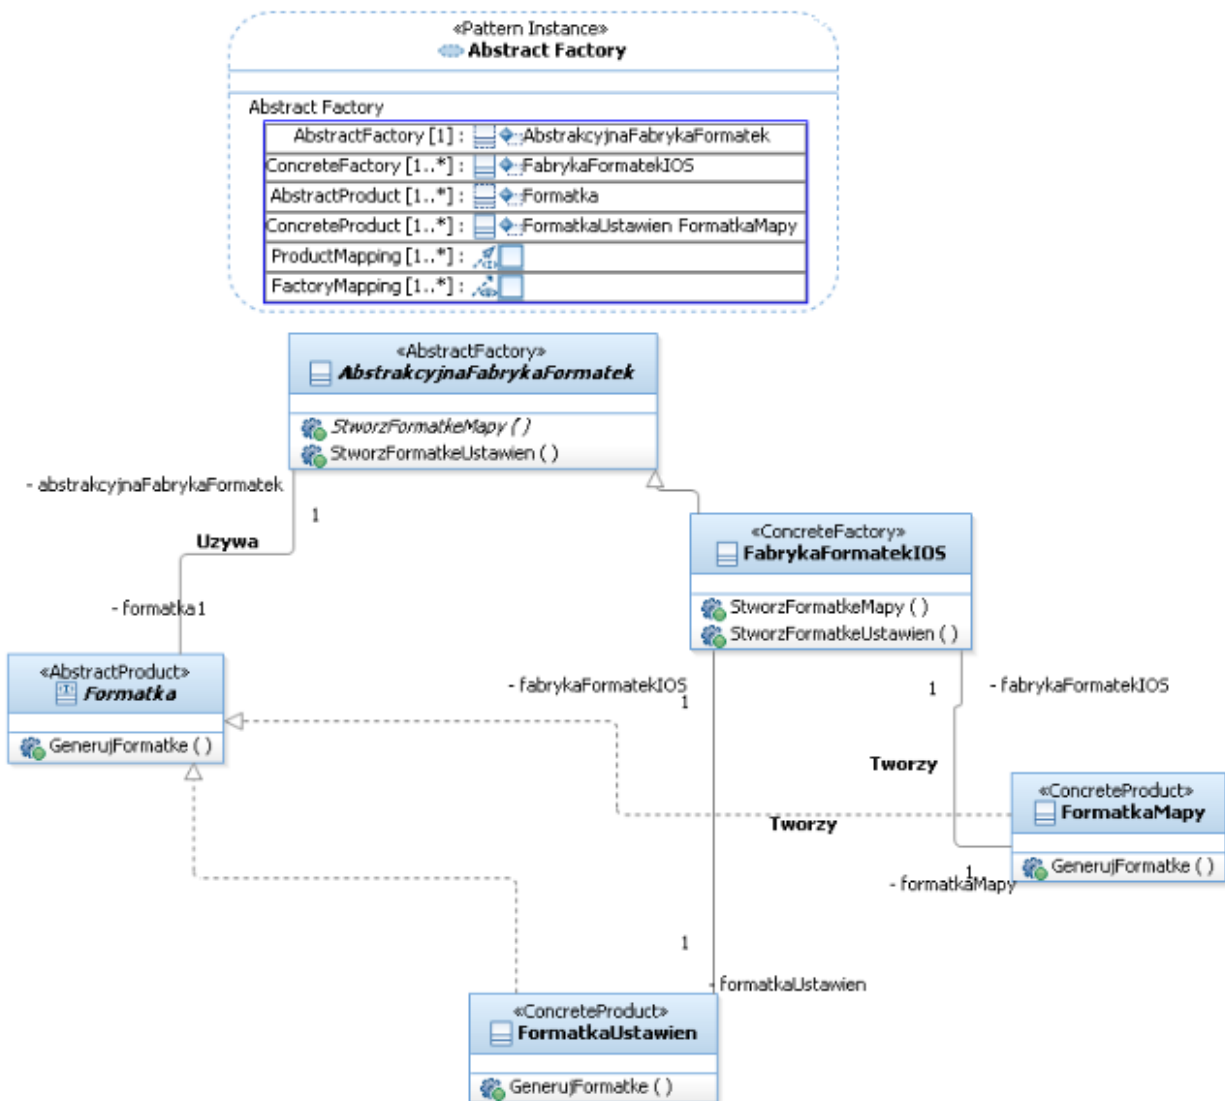 «Pattern Instance»
Abstract Factory
Abstract Factory
AbstractFactory [1] : AbstrakcyjnaFabrykaFormatek
ConcreteFactory [1..*] : FabrykaFormatekIOS
AbstractProduct [1..*] : Formatka
ConcreteProduct [1..*] : FormatkaUstawien FormatkaMapy
ProductMapping [1..*] :
FactoryMapping [1..*] :
«AbstractFactory»
AbstrakcyjnaFabrykaFormatek
StworzFormatkeMapy ( )
StworzFormatkeUstawien ( )
- abstrakcyjnaFabrykaFormatek
1
Uzywa
- formatka1
«ConcreteFactory»
FabrykaFormatekIOS
StworzFormatkeMapy ( )
StworzFormatkeUstawien ( )
«AbstractProduct»
Formatka
GenerujFormatke ( )
- fabrykaFormatekIOS
1
1
- fabrykaFormatekIOS
Tworzy
Tworzy
«ConcreteProduct»
FormatkaMapy
GenerujFormatke ( )
1
- formatkaMapy
1
- formatkaUstawien
«ConcreteProduct»
FormatkaUstawien
GenerujFormatke ( )